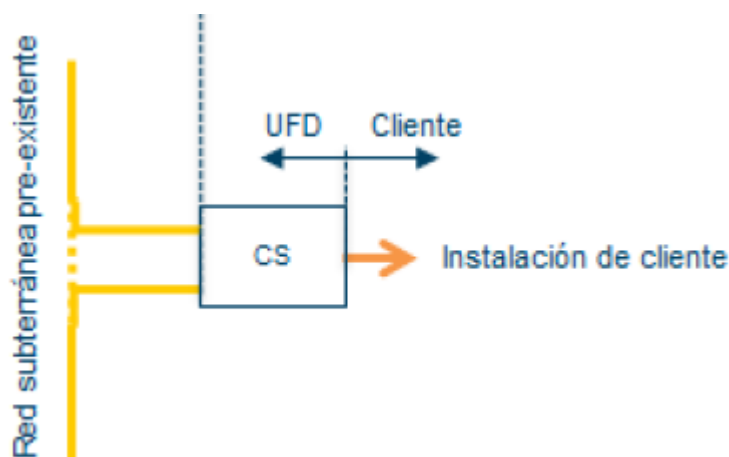 Red subterránea pre-existente
UFD Cliente
CS
Instalación de cliente